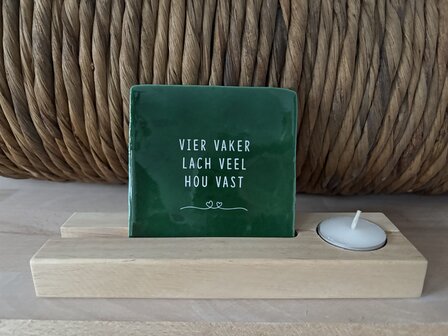 VIER VAKER
LACH VEEL
HOU VAST